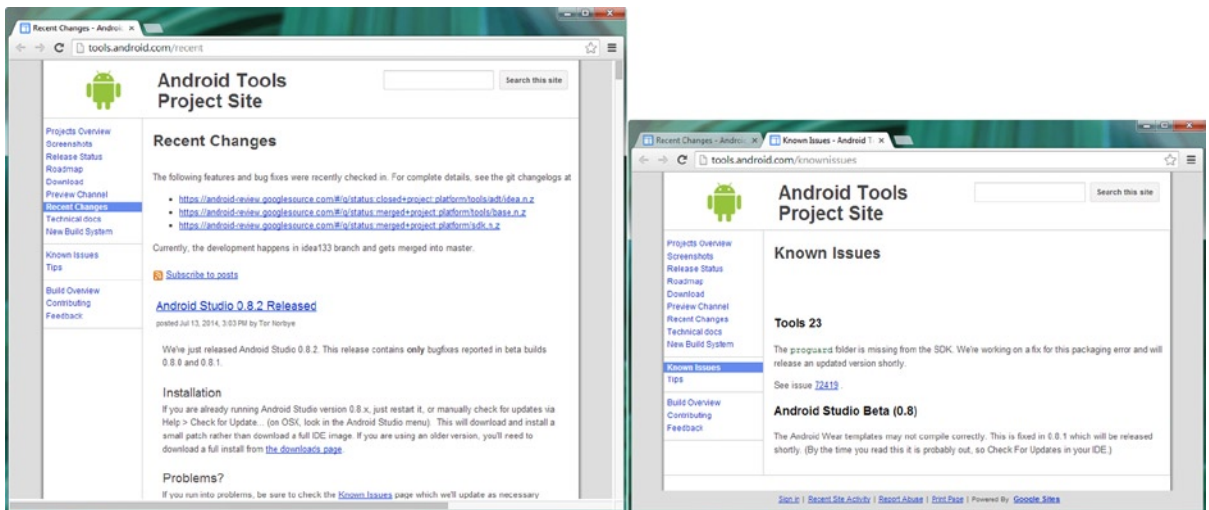 Recent Changes - Androi
tools.android.com/recent
Android Tools
Project Site
Search this site
Projects Overview
Screenshots
Release Status
Roadmap
Download
Preview Channel
Recent Changes
Technical docs
New Build System
Known Issues
Tips
Build Overview
Contributing
Feedback
Recent Changes
The following features and bug fixes were recently checked in. For complete details, see the git changelogs at
https://android-review.googlesource.com/#/q/status:closed+project:platform/tools/adt/idea,n,z
https://android-review.googlesource.com/#/q/status:merged+project:platform/tools/base,n,z
https://android-review.googlesource.com/#/q/status:merged+project:platform/sdk,n,z
Currently, the development happens in idea133 branch and gets merged into master.
Subscribe to posts
Android Studio 0.8.2 Released
posted Jul 13, 2014, 3:03 PM by Tor Norbye
We're just released Android Studio 0.8.2. This release contains only bugfixes reported in beta builds
0.8.0 and 0.8.1.
Installation
If you are already running Android Studio version 0.8.x, just restart it, or manually check for updates via
Help > Check for Update... (on OSX, look in the Android Studio menu). This will download and install a
small patch rather than download a full IDE image. If you are using an older version, you'll need to
download a full install from the downloads page.
Problems?
If you run into problems, be sure to check the Known Issues page which we'll update as necessary
Recent Changes - Androi
Known Issues - Android T
tools.android.com/knownissues
Android Tools
Project Site
Search this site
Projects Overview
Screenshots
Release Status
Roadmap
Download
Preview Channel
Recent Changes
Technical docs
New Build System
Known Issues
Tips
Build Overview
Contributing
Feedback
Known Issues
Tools 23
The proguard folder is missing from the SDK. We're working on a fix for this packaging error and will
release an updated version shortly.
See issue 72419 .
Android Studio Beta (0.8)
The Android Wear templates may not compile correctly. This is fixed in 0.8.1 which will be released
shortly. (By the time you read this it is probably out, so Check For Updates in your IDE.)
Sign in | Recent Site Activity | Report Abuse | Print Page | Powered By Google Sites